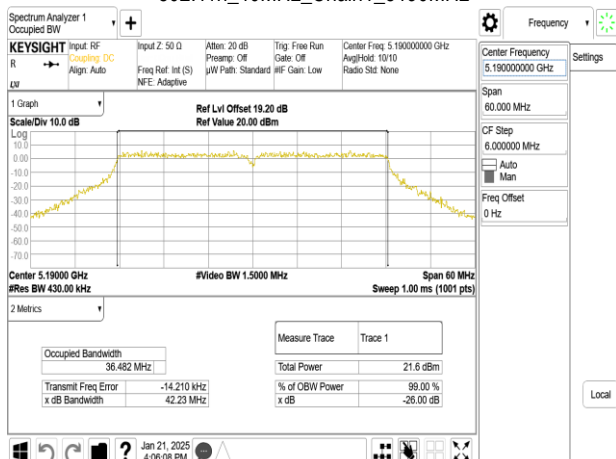 Spectrum Analyzer 1
Occupied BW
Frequency
KEYSIGHT
R
Input: RF
Coupling: DC
Align: Auto
Input Z: 50 Ω
Freq Ref: Int (S)
NFE: Adaptive
Atten: 20 dB
Preamp: Off
µW Path: Standard
Trig: Free Run
Gate: Off
#IF Gain: Low
Center Freq: 5.190000000 GHz
Avg|Hold: 10/10
Radio Std: None
1 Graph
Scale/Div 10.0 dB
Ref Lvl Offset 19.20 dB
Ref Value 20.00 dBm
Log
10.0
0.00
-10.0
-20.0
-30.0
-40.0
-50.0
-60.0
-70.0
Center 5.19000 GHz
#Video BW 1.5000 MHz
Span 60 MHz
#Res BW 430.00 kHz
Sweep 1.00 ms (1001 pts)
2 Metrics
Measure Trace
Trace 1
Occupied Bandwidth
36.482 MHz
Total Power
21.6 dBm
Transmit Freq Error
-14.210 kHz
% of OBW Power
99.00 %
x dB Bandwidth
42.23 MHz
x dB
-26.00 dB
Center Frequency
5.190000000 GHz
Settings
Span
60.000 MHz
CF Step
6.000000 MHz
Auto
Man
Freq Offset
0 Hz
Local
Jan 21, 2025
4:06:08 PM